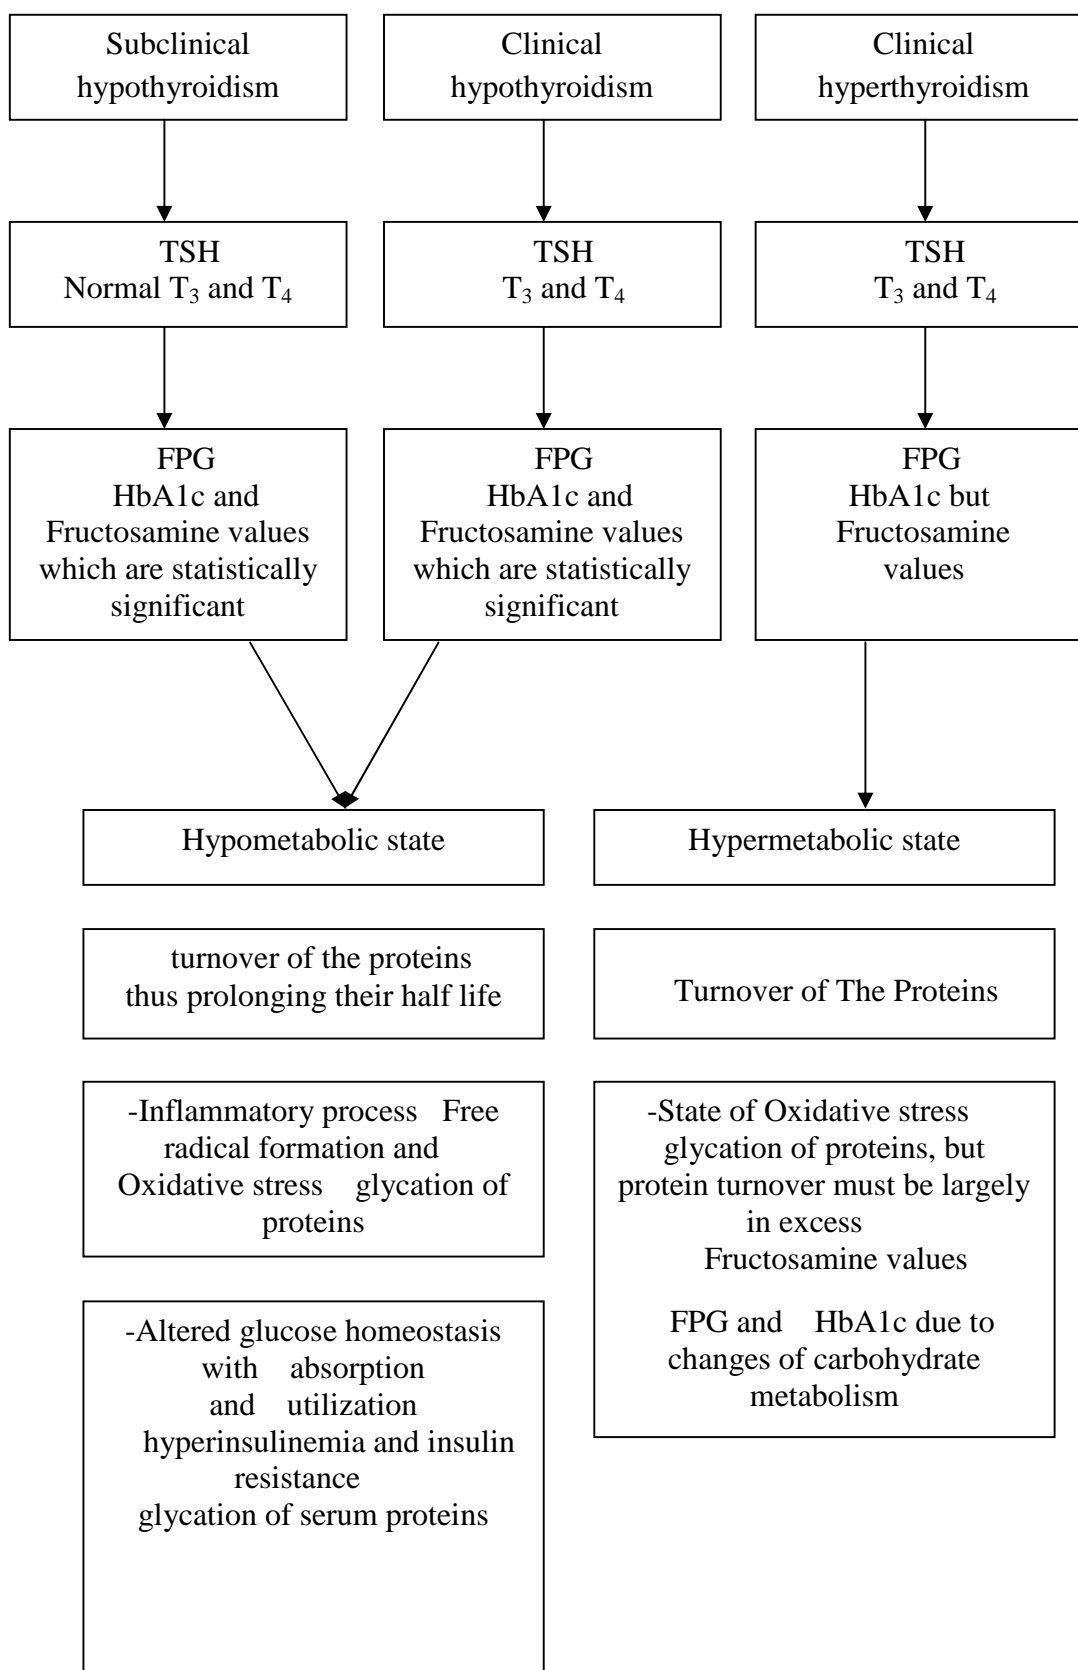 Subclinical
hypothyroidism
Clinical
hypothyroidism
Clinical
hyperthyroidism
TSH
Normal T₃ and T₄
TSH
T₃ and T₄
TSH
T₃ and T₄
FPG
HbA1c and
Fructosamine values
which are statistically
significant
FPG
HbA1c and
Fructosamine values
which are statistically
significant
FPG
HbA1c but
Fructosamine
values
Hypometabolic state
Hypermetabolic state
turnover of the proteins
thus prolonging their half life
Turnover of The Proteins
-Inflammatory process Free
radical formation and
Oxidative stress glycation of
proteins
-State of Oxidative stress
glycation of proteins, but
protein turnover must be largely
in excess
Fructosamine values
FPG and HbA1c due to
changes of carbohydrate
metabolism
-Altered glucose homeostasis
with absorption
and utilization
hyperinsulinemia and insulin
resistance
glycation of serum proteins